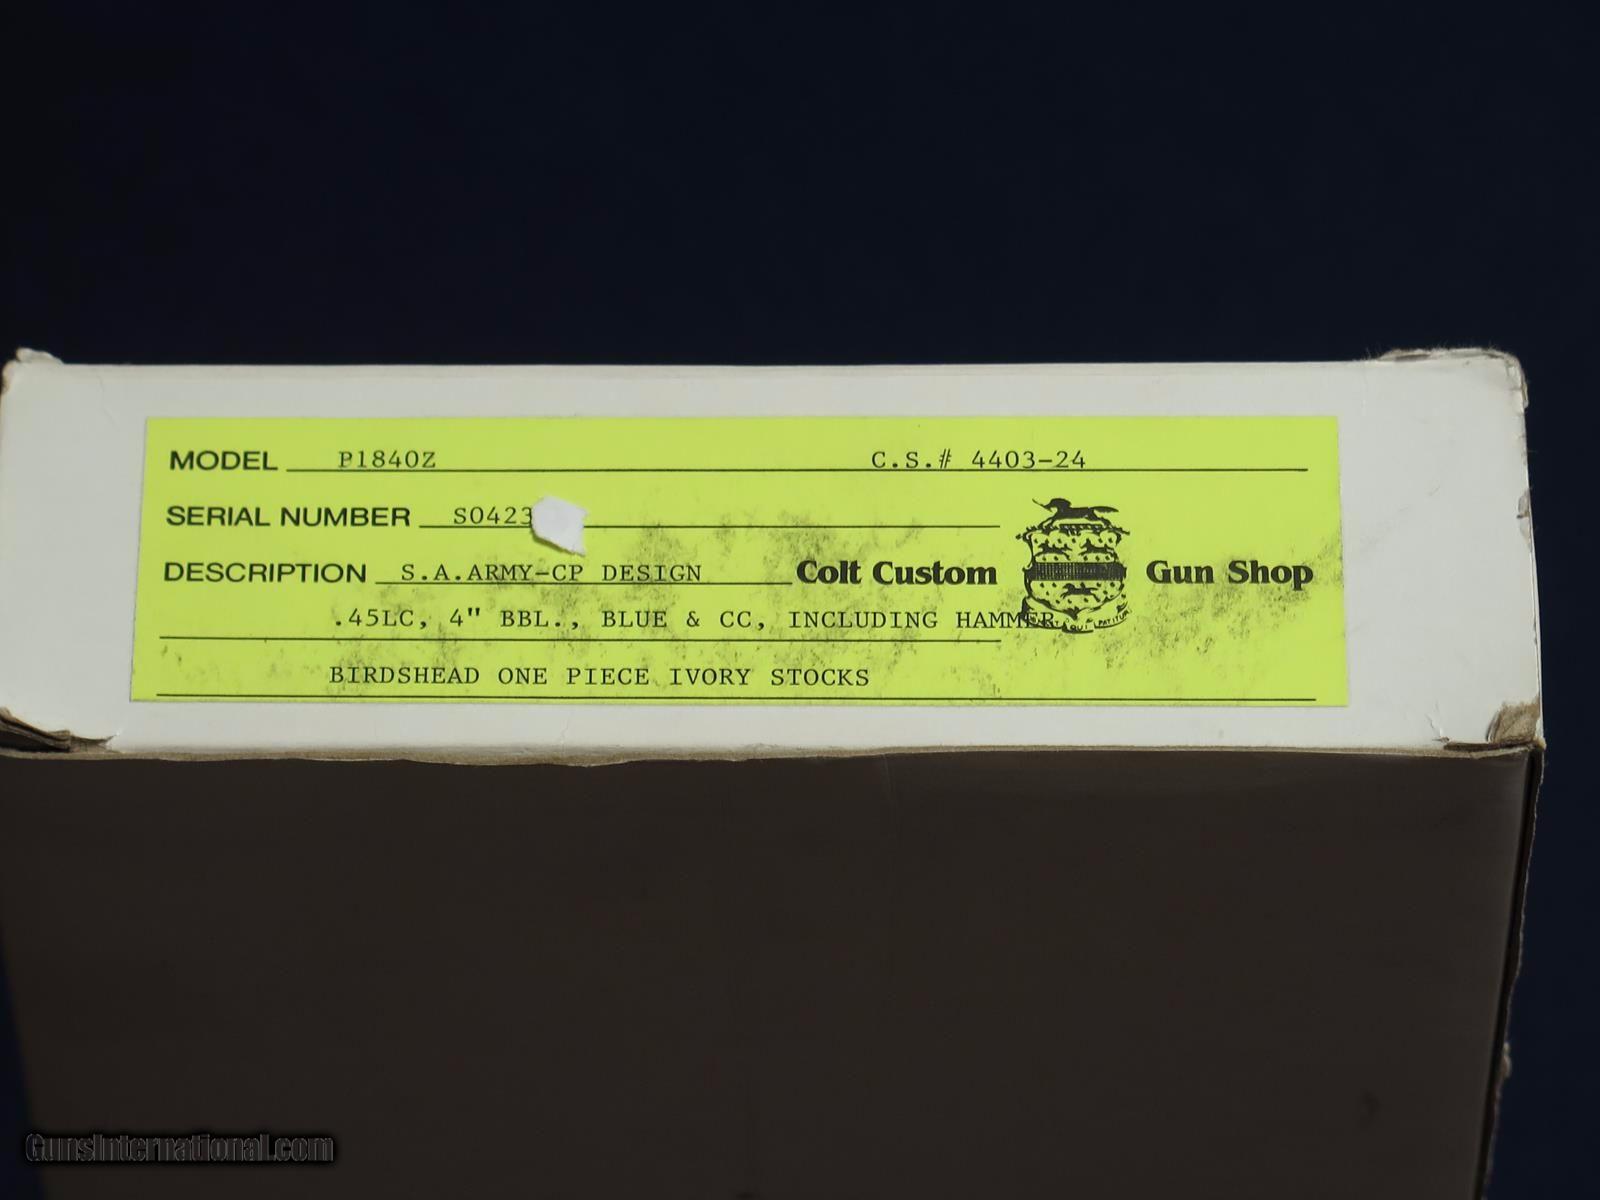 MODEL P1840Z C.S.# 4403-24
SERIAL NUMBER S0423
DESCRIPTION S.A.ARMY-CP DESIGN Colt Custom Gun Shop
.45LC, 4" BBL., BLUE & CC, INCLUDING HAMMER
BIRDSHEAD ONE PIECE IVORY STOCKS
GunsInternational.com